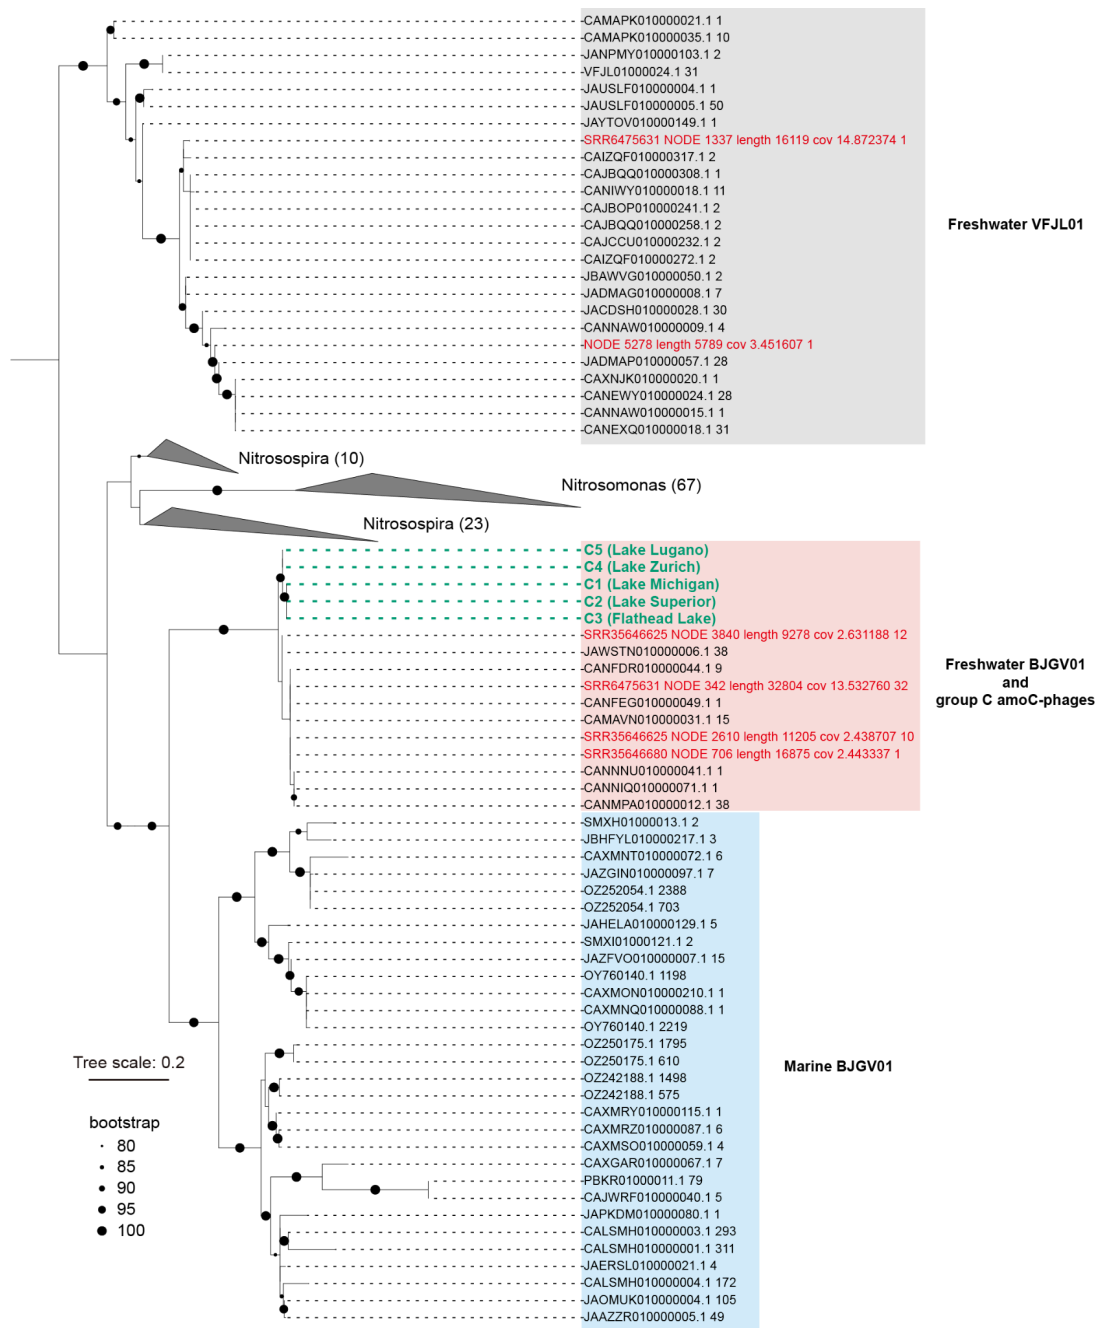 CAMAPK010000021.1 1
CAMAPK010000035.1 10
JANPMY010000103.1 2
VFJL01000024.1 31
JAUSLF010000004.1 1
JAUSLF010000005.1 50
JAYTOV010000149.1 1
SRR6475631 NODE 1337 length 16119 cov 14.872374 1
CAIZQF010000317.1 2
CAJBQQ010000308.1 1
CANIWY010000018.1 11
CAJBOP010000241.1 2
CAJBQQ010000258.1 2
CAJCCU010000232.1 2
CAIZQF010000272.1 2
JBAWVG010000050.1 2
JADMAG010000008.1 7
JACDSH010000028.1 30
CANNAW010000009.1 4
NODE 5278 length 5789 cov 3.451607 1
JADMAP010000057.1 28
CAXNJK010000020.1 1
CANEWY010000024.1 28
CANNAW010000015.1 1
CANEXQ010000018.1 31
Freshwater VFJL01
Nitrosospira (10)
Nitrosomonas (67)
Nitrosospira (23)
C5 (Lake Lugano)
C4 (Lake Zurich)
C1 (Lake Michigan)
C2 (Lake Superior)
C3 (Flathead Lake)
SRR35646625 NODE 3840 length 9278 cov 2.631188 12
JAWSTN010000006.1 38
CANFDR010000044.1 9
SRR6475631 NODE 342 length 32804 cov 13.532760 32
CANFEG010000049.1 1
CAMAVN010000031.1 15
SRR35646625 NODE 2610 length 11205 cov 2.438707 10
SRR35646680 NODE 706 length 16875 cov 2.443337 1
CANNNU010000041.1 1
CANNIQ010000071.1 1
CANMPA010000012.1 38
Freshwater BJGV01
and
group C amoC-phages
SMXH01000013.1 2
JBHFYL010000217.1 3
CAXMNT010000072.1 6
JAZGIN010000097.1 7
OZ252054.1 2388
OZ252054.1 703
JAHELA010000129.1 5
SMXI01000121.1 2
JAZFVO010000007.1 15
OY760140.1 1198
CAXMON010000210.1 1
CAXMNQ010000088.1 1
OY760140.1 2219
OZ250175.1 1795
OZ250175.1 610
OZ242188.1 1498
OZ242188.1 575
CAXMRY010000115.1 1
CAXMRZ010000087.1 6
CAXMSO010000059.1 4
CAXGAR010000067.1 7
PBKR01000011.1 79
CAJWRF010000040.1 5
JAPKDM010000080.1 1
CALSMH010000003.1 293
CALSMH010000001.1 311
JAERSL010000021.1 4
CALSMH010000004.1 172
JAOMUK010000004.1 105
JAAZZR010000005.1 49
Marine BJGV01
Tree scale: 0.2
bootstrap
80
85
90
95
100